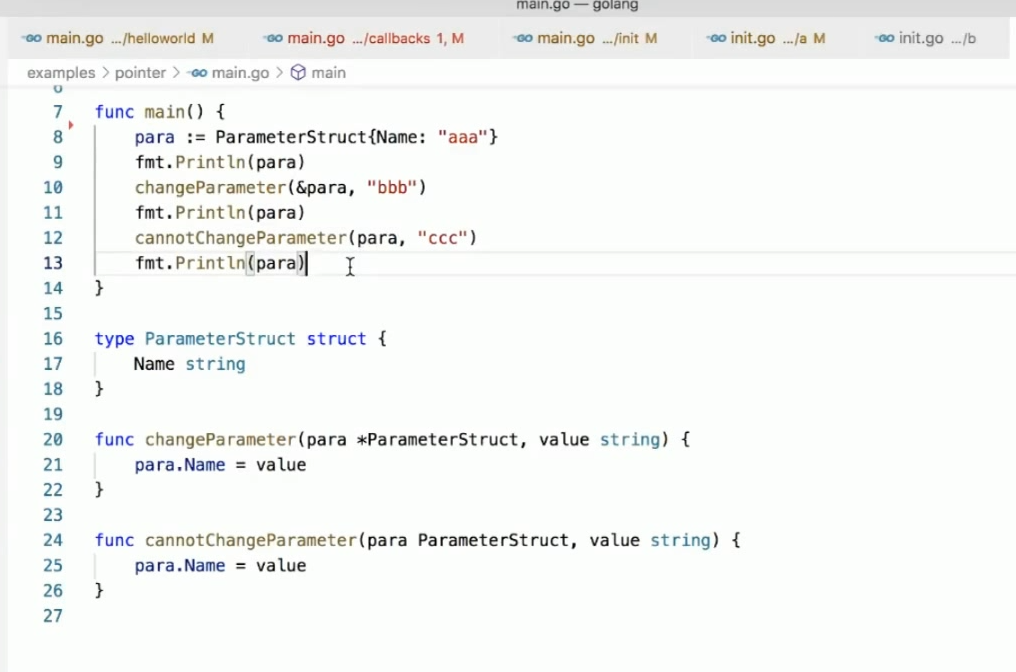 main.go — golang
main.go .../helloworld M
main.go .../callbacks 1, M
main.go .../init M
init.go .../a M
init.go .../b
examples > pointer > main.go > main
6
7 func main() {
8 para := ParameterStruct{Name: "aaa"}
9 fmt.Println(para)
10 changeParameter(&para, "bbb")
11 fmt.Println(para)
12 cannotChangeParameter(para, "ccc")
13 fmt.Println(para)
14 }
15
16 type ParameterStruct struct {
17 Name string
18 }
19
20 func changeParameter(para *ParameterStruct, value string) {
21 para.Name = value
22 }
23
24 func cannotChangeParameter(para ParameterStruct, value string) {
25 para.Name = value
26 }
27